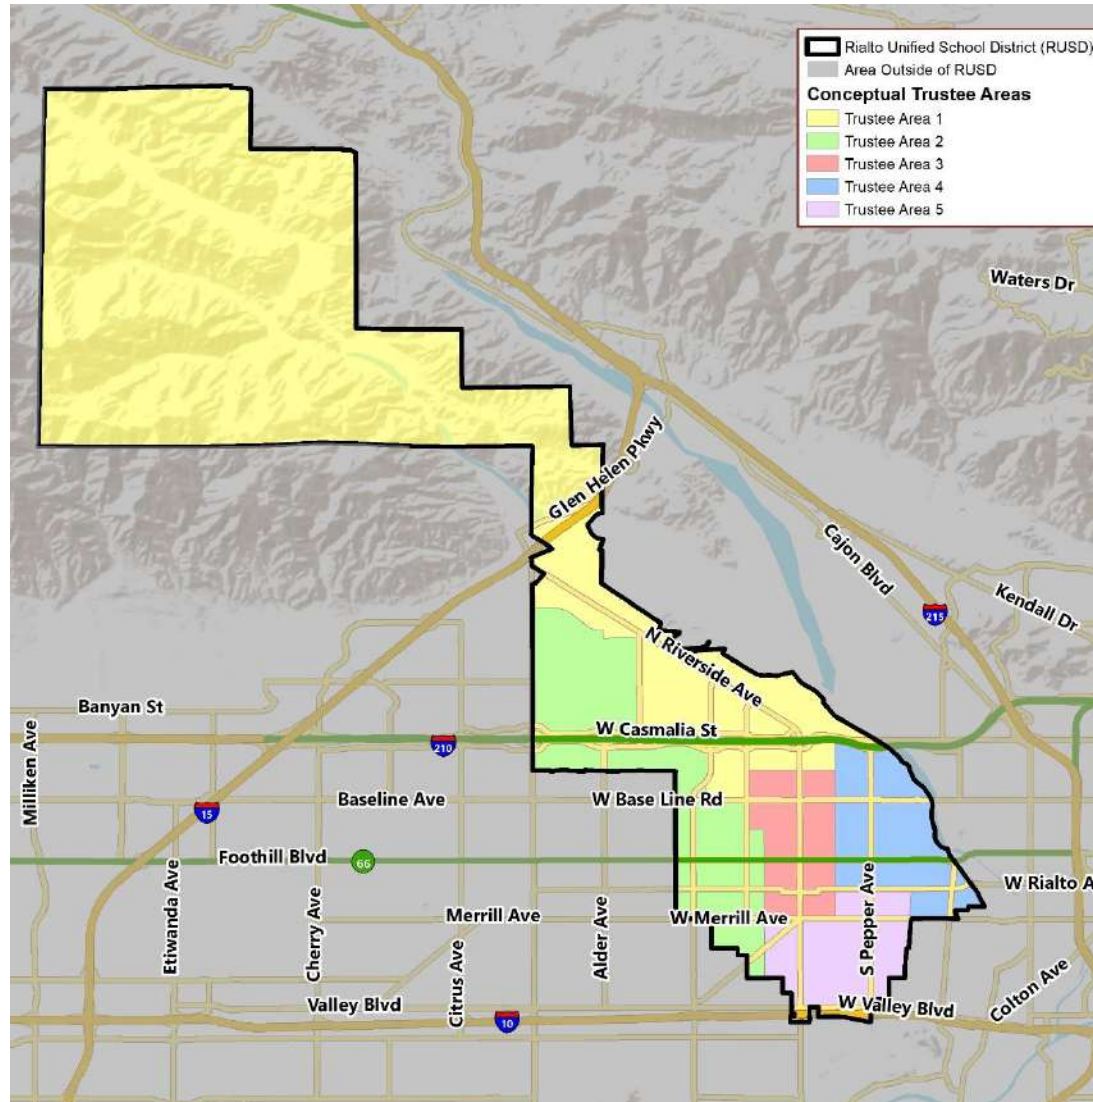 Rialto Unified School District (RUSD)
Area Outside of RUSD
Conceptual Trustee Areas
Trustee Area 1
Trustee Area 2
Trustee Area 3
Trustee Area 4
Trustee Area 5
Waters Dr
Glen Helen Pkwy
Cajon Blvd
Kendall Dr
215
N Riverside Ave
Banyan St
W Casmalia St
Milliken Ave
210
Baseline Ave
W Base Line Rd
15
Foothill Blvd
66
Etiwanda Ave
Cherry Ave
Merrill Ave
Citrus Ave
Alder Ave
W Merrill Ave
S Pepper Ave
W Rialto A
Valley Blvd
10
W Valley Blvd
Colton Ave